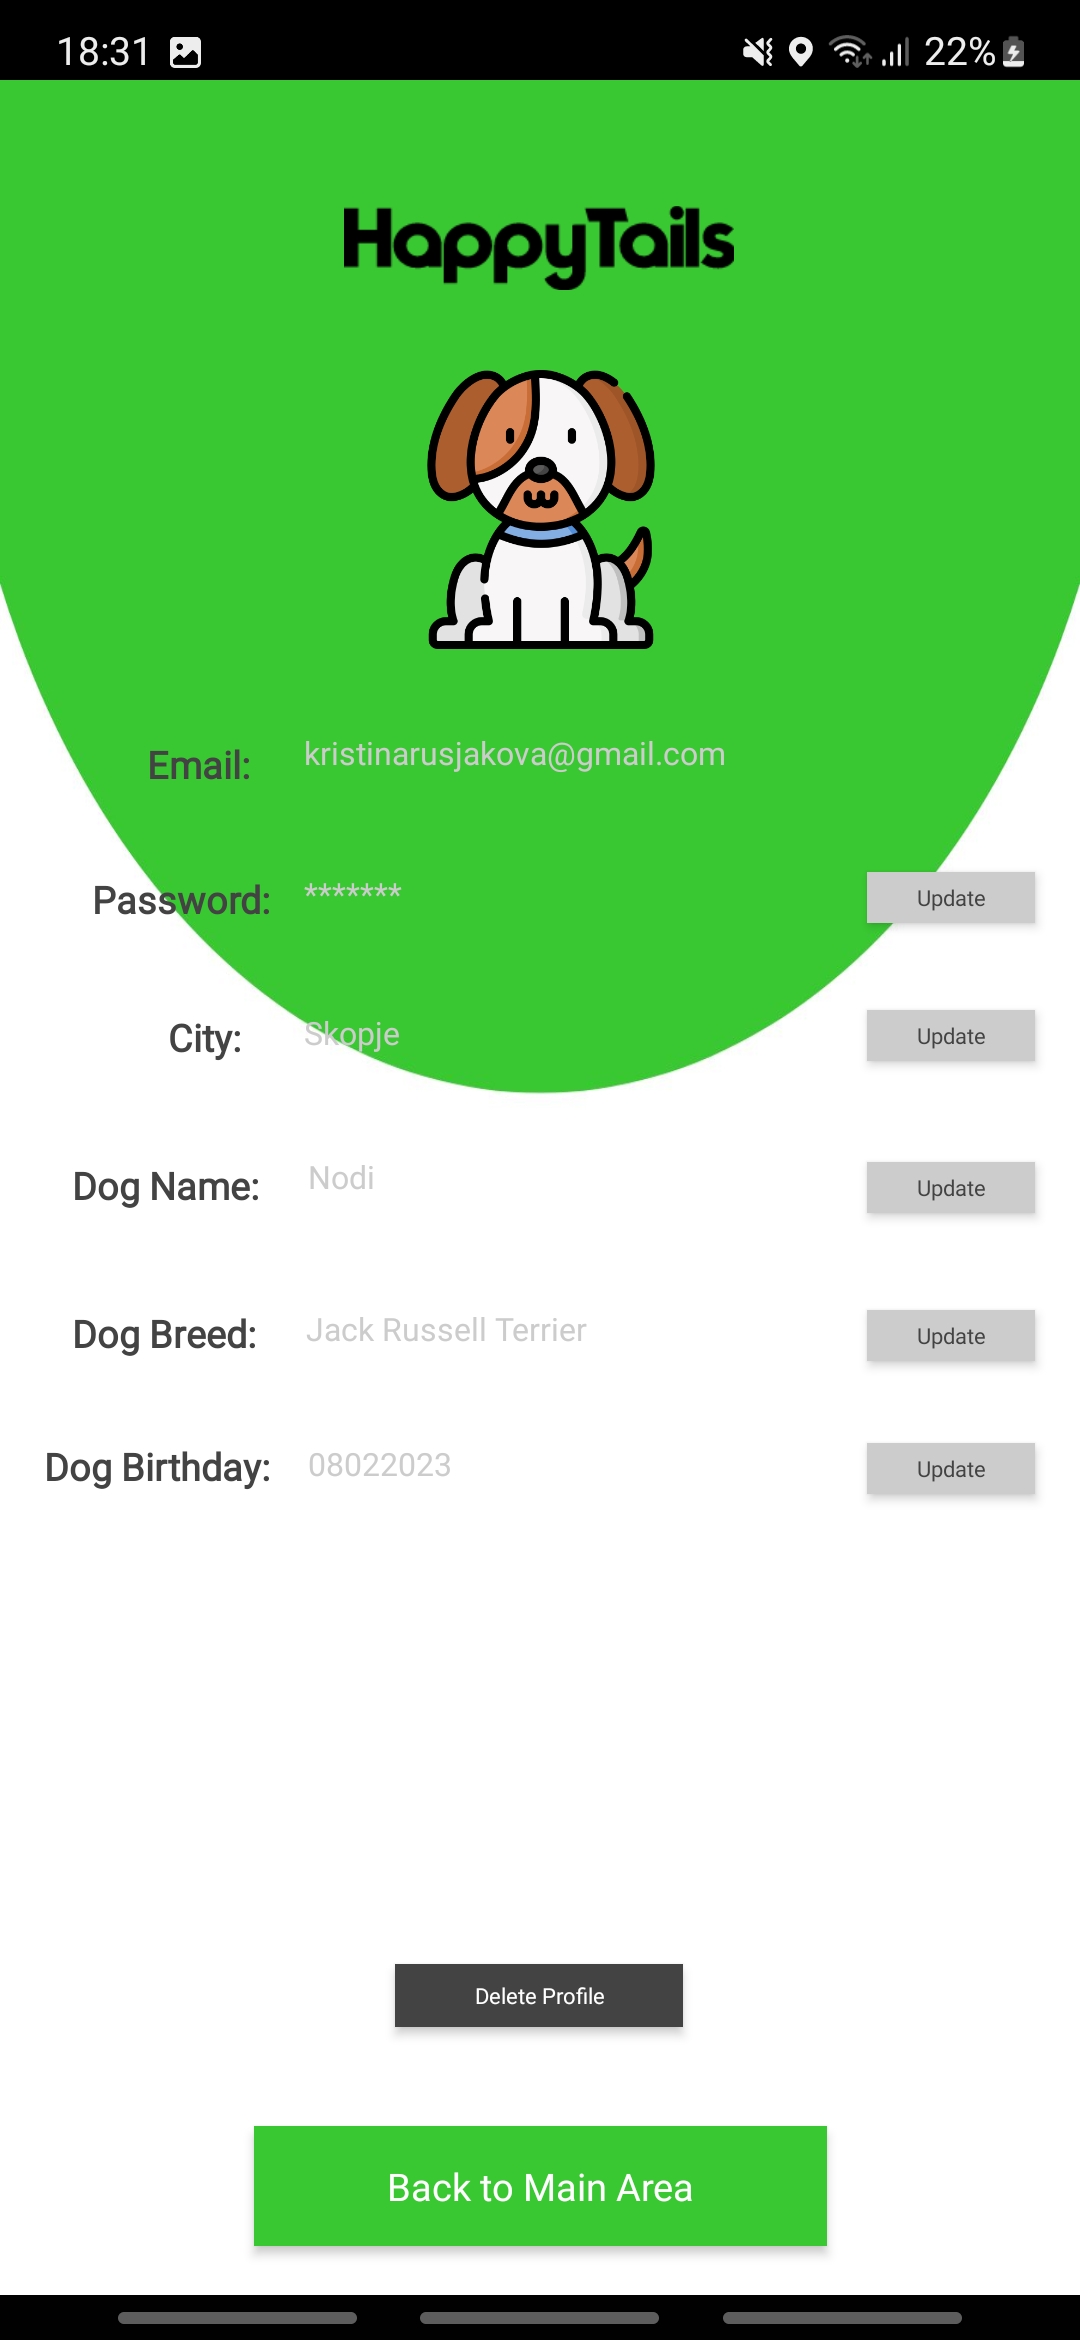 18:31 22%
HappyTails
Email: kristinarusjakova@gmail.com
Password: ******* Update
City: Skopje Update
Dog Name: Nodi Update
Dog Breed: Jack Russell Terrier Update
Dog Birthday: 08022023 Update
Delete Profile
Back to Main Area